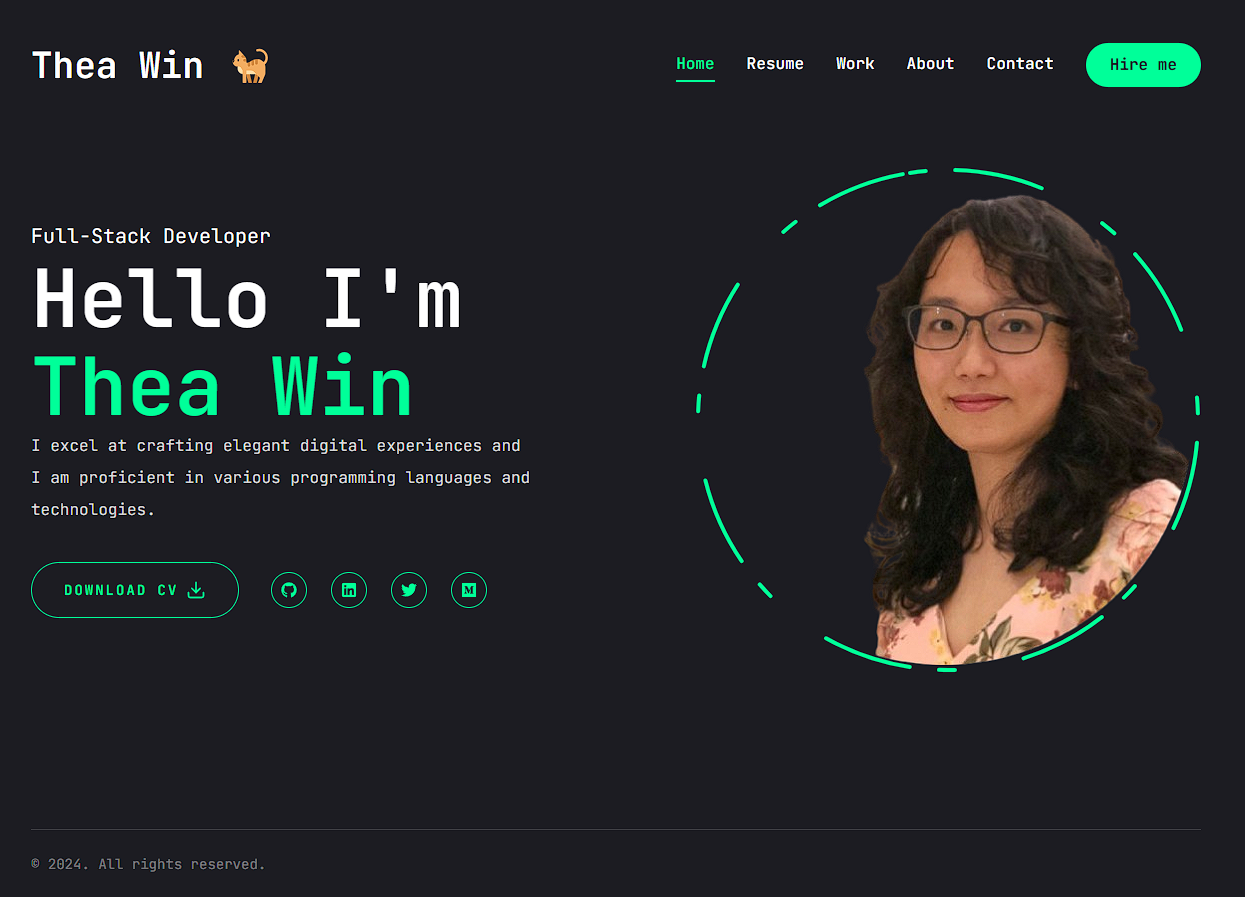 Thea Win
Home Resume Work About Contact Hire me
Full-Stack Developer
Hello I'm
Thea Win
I excel at crafting elegant digital experiences and
I am proficient in various programming languages and
technologies.
DOWNLOAD CV
© 2024. All rights reserved.